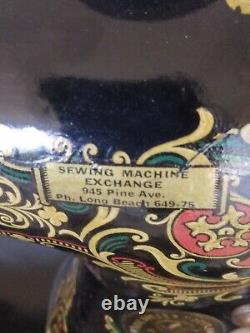 SEWING MACHINE
EXCHANGE
945 Pine Ave.
Ph. Long Beach 649-75
ebay